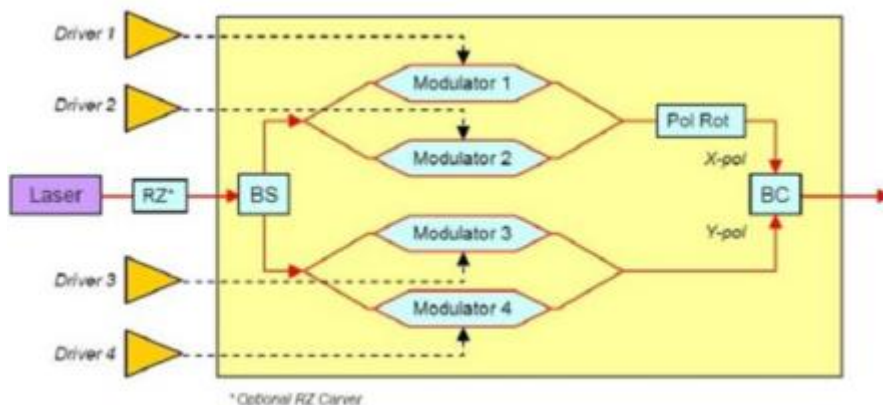 Driver 1
Modulator 1
Driver 2
Modulator 2
Pol Rot
X-pol
Laser
RZ*
BS
BC
Modulator 3
Y-pol
Driver 3
Modulator 4
Driver 4
* Optional RZ Carver